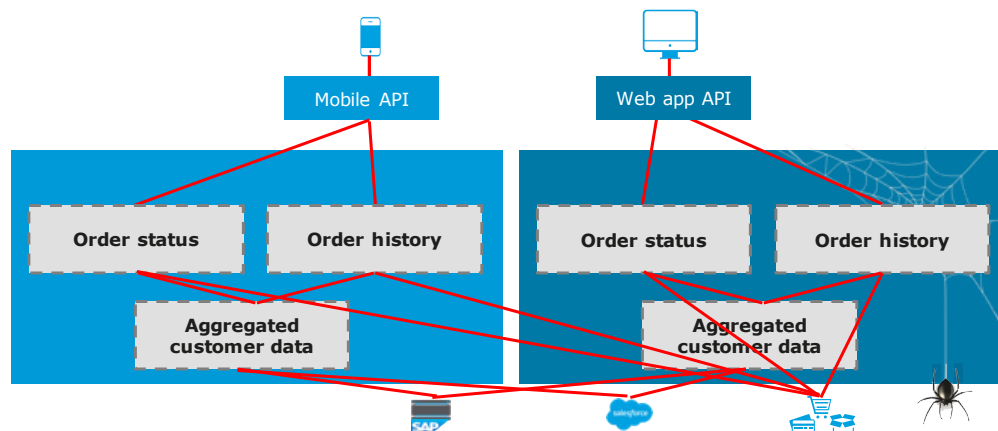 Mobile API
Web app API
Order status
Order history
Order status
Order history
Aggregated
customer data
Aggregated
customer data
SAP
salesforce